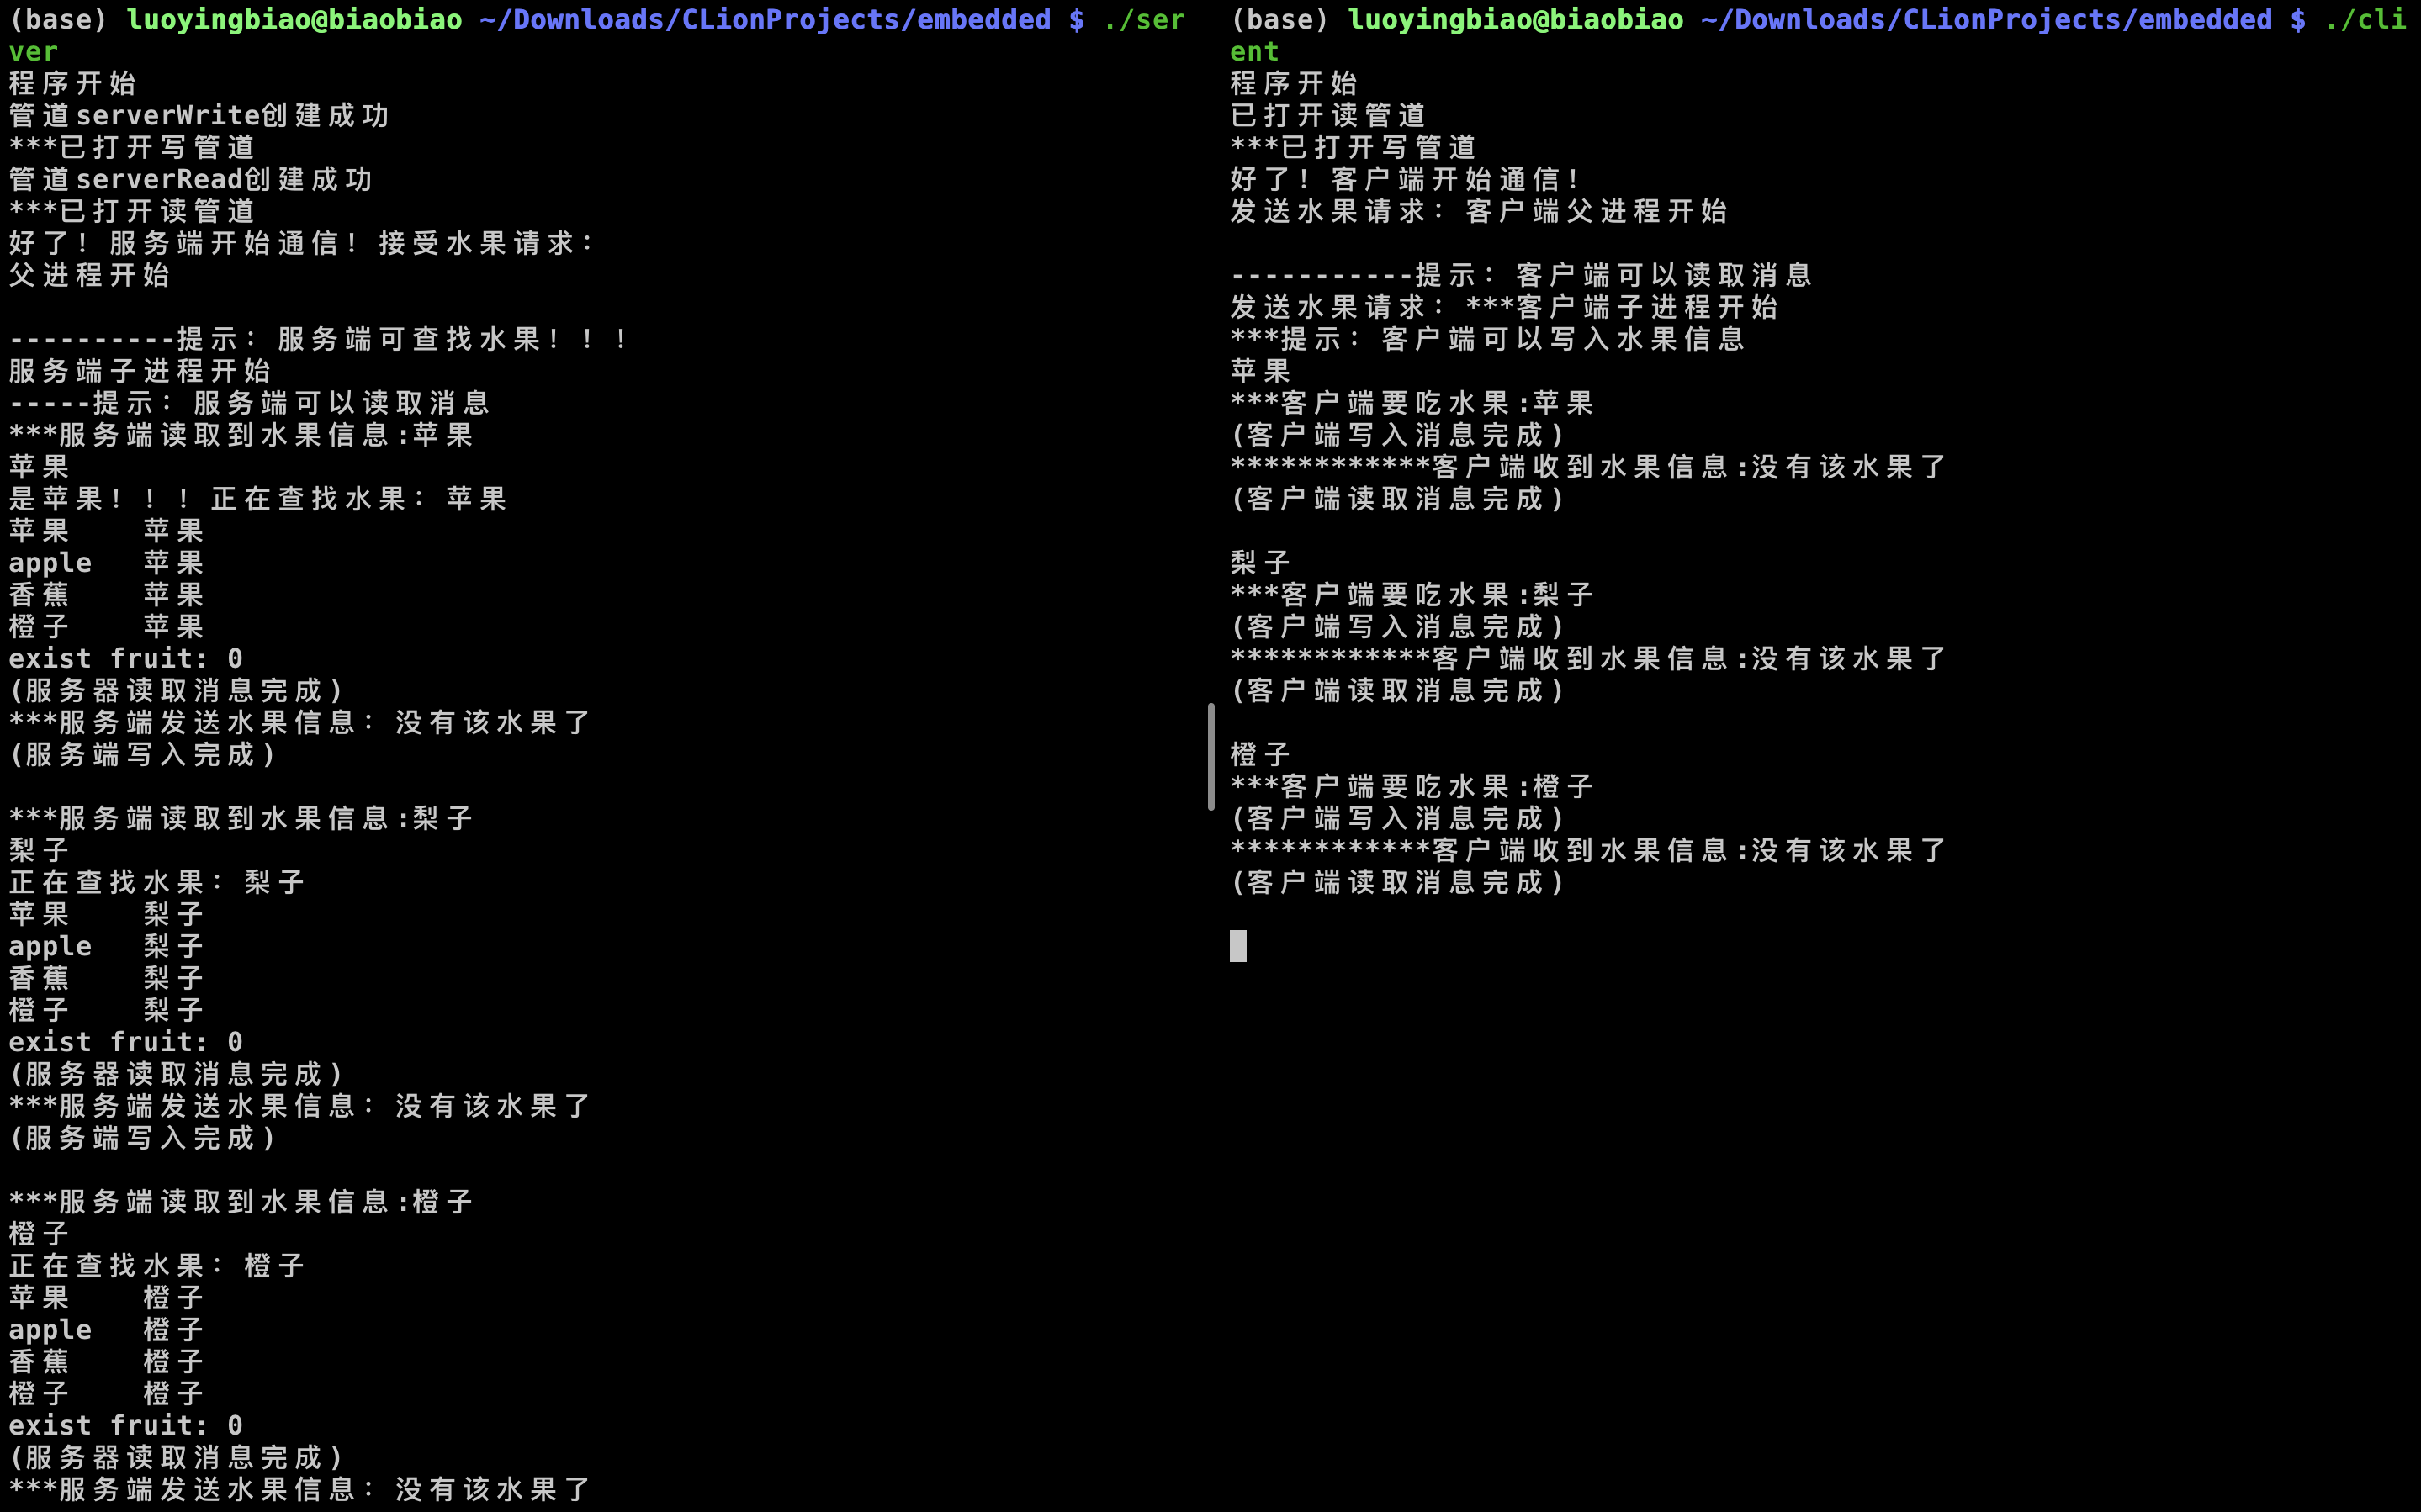 (base) luoyingbiao@biaobiao ~/Downloads/CLionProjects/embedded $ ./ser
ver
程序开始
管道serverWrite创建成功
***已打开写管道
管道serverRead创建成功
***已打开读管道
好了！服务端开始通信！接受水果请求：
父进程开始
----------提示：服务端可查找水果！！！
服务端子进程开始
-----提示：服务端可以读取消息
***服务端读取到水果信息:苹果
苹果
是苹果！！！正在查找水果：苹果
苹果 苹果
apple 苹果
香蕉 苹果
橙子 苹果
exist fruit: 0
(服务器读取消息完成)
***服务端发送水果信息：没有该水果了
(服务端写入完成)
***服务端读取到水果信息:梨子
梨子
正在查找水果：梨子
苹果 梨子
apple 梨子
香蕉 梨子
橙子 梨子
exist fruit: 0
(服务器读取消息完成)
***服务端发送水果信息：没有该水果了
(服务端写入完成)
***服务端读取到水果信息:橙子
橙子
正在查找水果：橙子
苹果 橙子
apple 橙子
香蕉 橙子
橙子 橙子
exist fruit: 0
(服务器读取消息完成)
***服务端发送水果信息：没有该水果了
(base) luoyingbiao@biaobiao ~/Downloads/CLionProjects/embedded $ ./cli
ent
程序开始
已打开读管道
***已打开写管道
好了！客户端开始通信！
发送水果请求：客户端父进程开始
-----------提示：客户端可以读取消息
发送水果请求：***客户端子进程开始
***提示：客户端可以写入水果信息
苹果
***客户端要吃水果:苹果
(客户端写入消息完成)
************客户端收到水果信息:没有该水果了
(客户端读取消息完成)
梨子
***客户端要吃水果:梨子
(客户端写入消息完成)
************客户端收到水果信息:没有该水果了
(客户端读取消息完成)
橙子
***客户端要吃水果:橙子
(客户端写入消息完成)
************客户端收到水果信息:没有该水果了
(客户端读取消息完成)